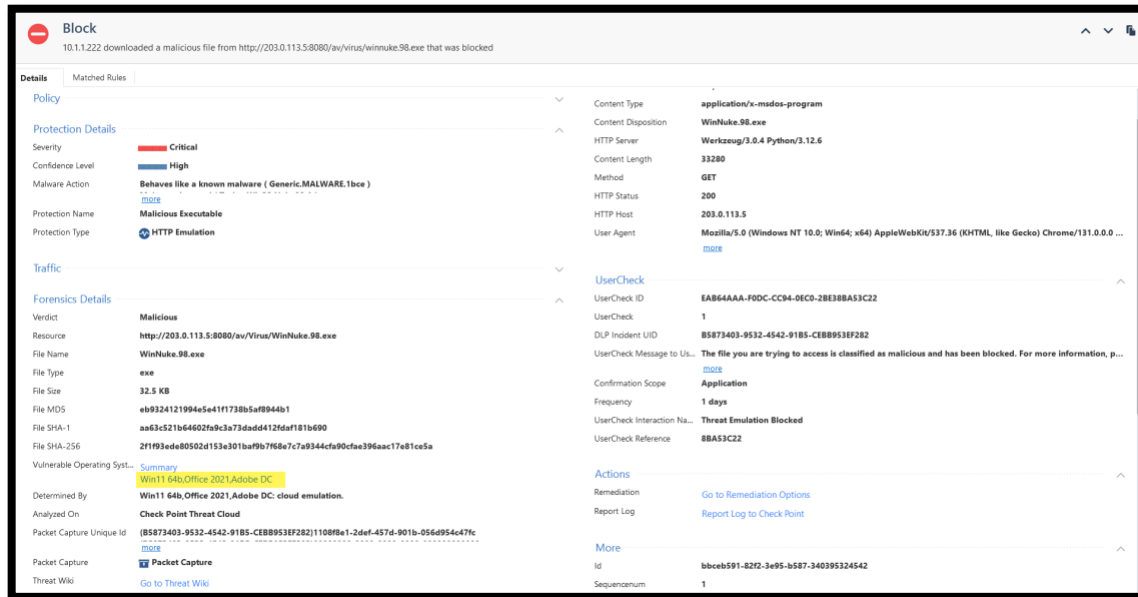 Block
10.1.1.222 downloaded a malicious file from http://203.0.113.5:8080/av/virus/winnuke.98.exe that was blocked
Details Matched Rules
Policy
Protection Details
Severity Critical
Confidence Level High
Malware Action Behaves like a known malware ( Generic.MALWARE.1bce )
more
Protection Name Malicious Executable
Protection Type HTTP Emulation
Traffic
Forensics Details
Verdict Malicious
Resource http://203.0.113.5:8080/av/Virus/WinNuke.98.exe
File Name WinNuke.98.exe
File Type exe
File Size 32.5 KB
File MD5 eb9324121994e5e41f1738b5af8944b1
File SHA-1 aa63c521b64602fa9c3a73dadd412fdaf181b690
File SHA-256 2f1f93ede80502d153e301baf9b7f68e7c7a9344cfa90cfae396aac17e81ce5a
Vulnerable Operating Syst... Summary
Win11 64b,Office 2021,Adobe DC
Determined By Win11 64b,Office 2021,Adobe DC: cloud emulation.
Analyzed On Check Point Threat Cloud
Packet Capture Unique Id (B5873403-9532-4542-91B5-CEBB953EF282)1108f8e1-2def-457d-901b-056d954c47fc
more
Packet Capture Packet Capture
Threat Wiki Go to Threat Wiki
Content Type application/x-msdos-program
Content Disposition WinNuke.98.exe
HTTP Server Werkzeug/3.0.4 Python/3.12.6
Content Length 33280
Method GET
HTTP Status 200
HTTP Host 203.0.113.5
User Agent Mozilla/5.0 (Windows NT 10.0; Win64; x64) AppleWebKit/537.36 (KHTML, like Gecko) Chrome/131.0.0.0 ...
more
UserCheck
UserCheck ID EAB64AAA-F0DC-CC94-0EC0-2BE38BA53C22
UserCheck 1
DLP Incident UID B5873403-9532-4542-91B5-CEBB953EF282
UserCheck Message to Us... The file you are trying to access is classified as malicious and has been blocked. For more information, p...
more
Confirmation Scope Application
Frequency 1 days
UserCheck Interaction Na... Threat Emulation Blocked
UserCheck Reference 8BA53C22
Actions
Remediation Go to Remediation Options
Report Log Report Log to Check Point
More
Id bbceb591-82f2-3e95-b587-340395324542
Sequencenum 1